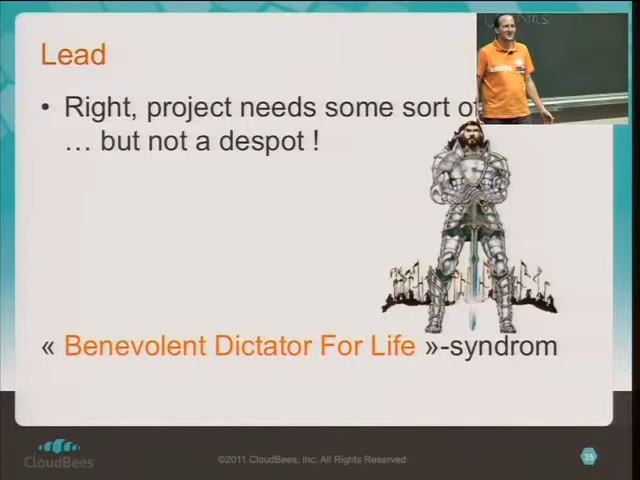 Lead
• Right, project needs some sort of
… but not a despot !
« Benevolent Dictator For Life »-syndrom
CloudBees
©2011 CloudBees, Inc. All Rights Reserved
35